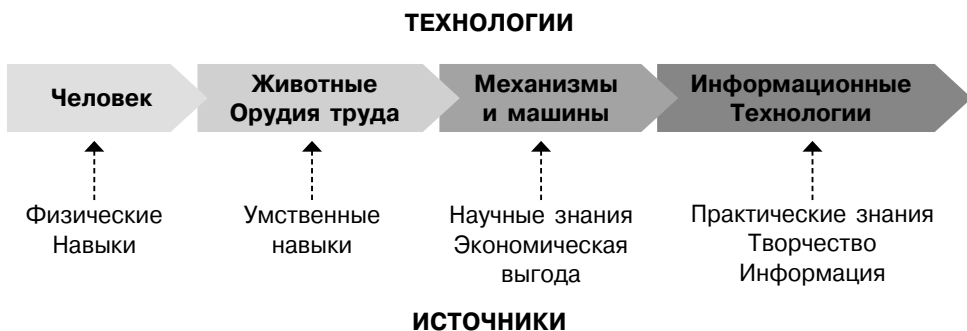 ТЕХНОЛОГИИ
Человек
Животные
Орудия труда
Механизмы
и машины
Информационные
Технологии
Физические
Навыки
Умственные
навыки
Научные знания
Экономическая
выгода
Практические знания
Творчество
Информация
ИСТОЧНИКИ